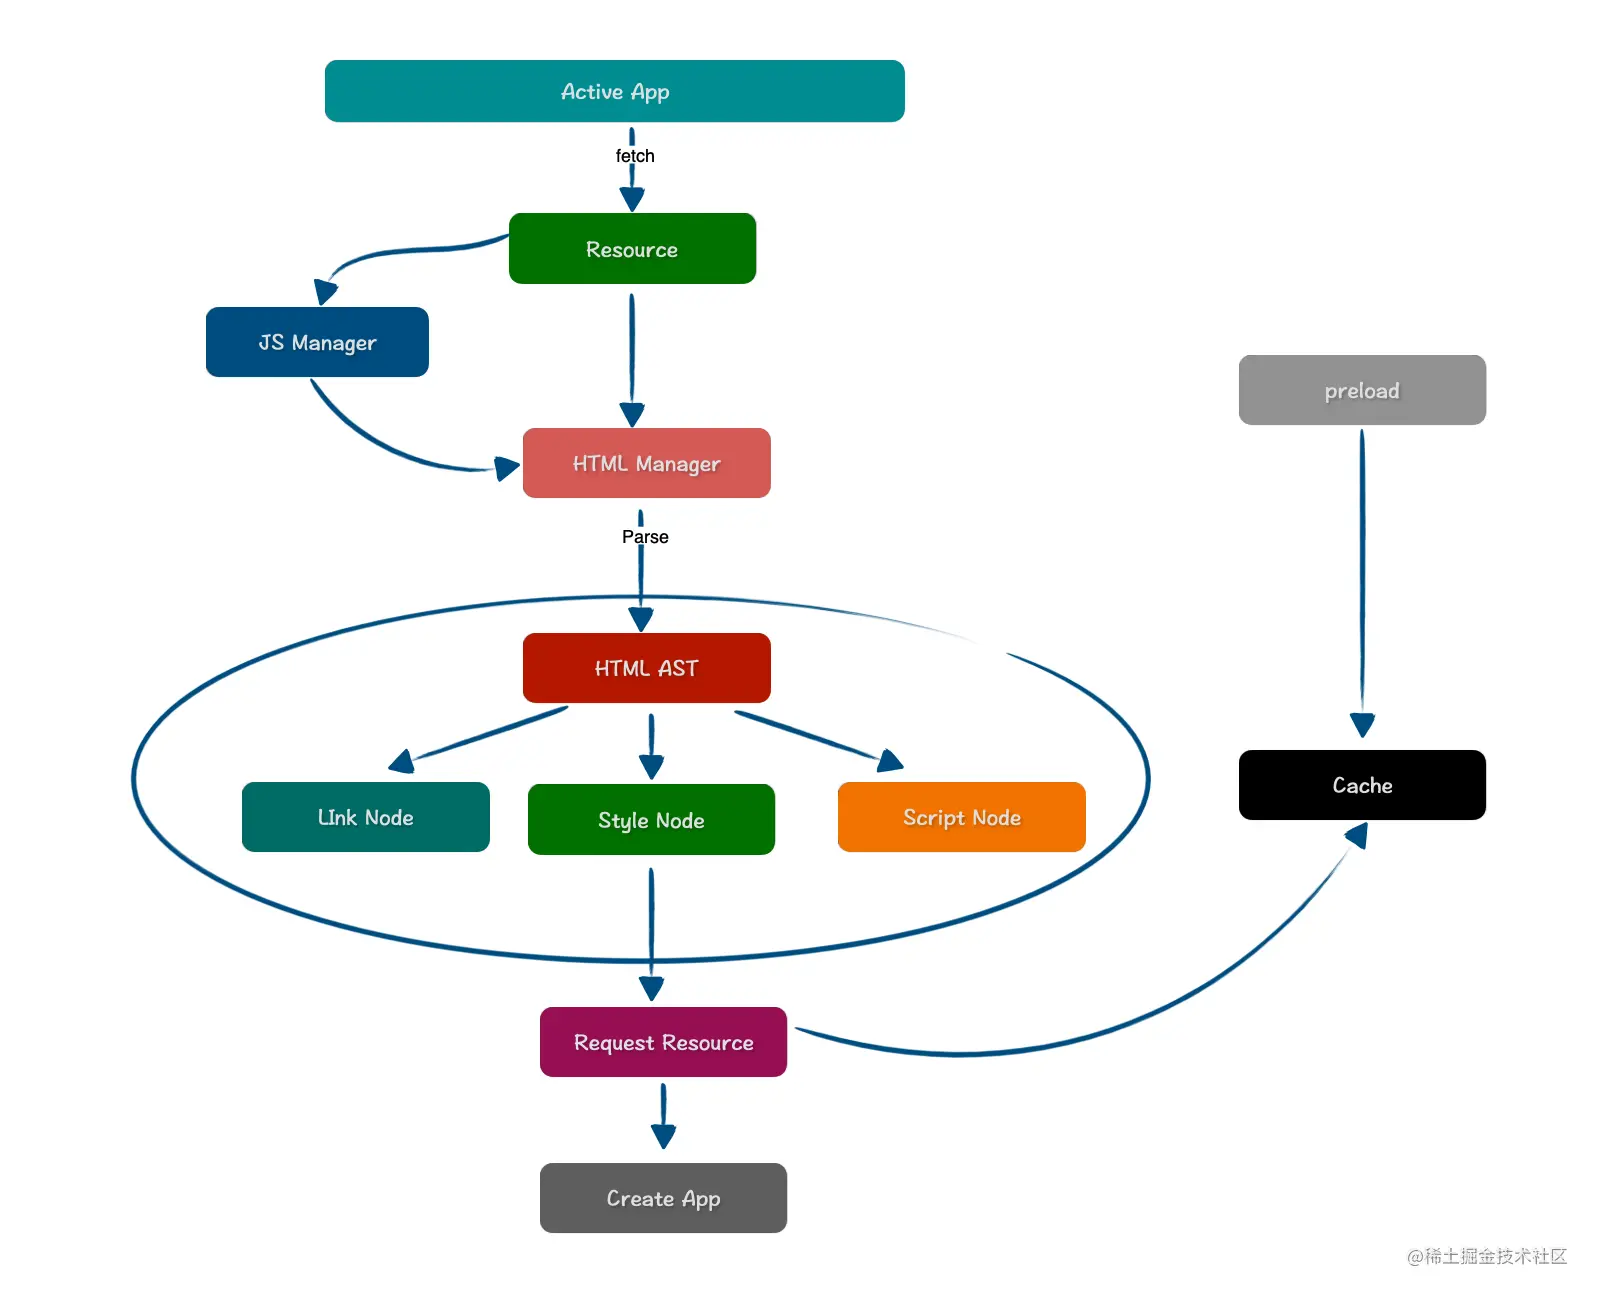 Active App
fetch
Resource
JS Manager
preload
HTML Manager
Parse
HTML AST
Cache
LInk Node
Style Node
Script Node
Request Resource
Create App
@稀土掘金技术社区